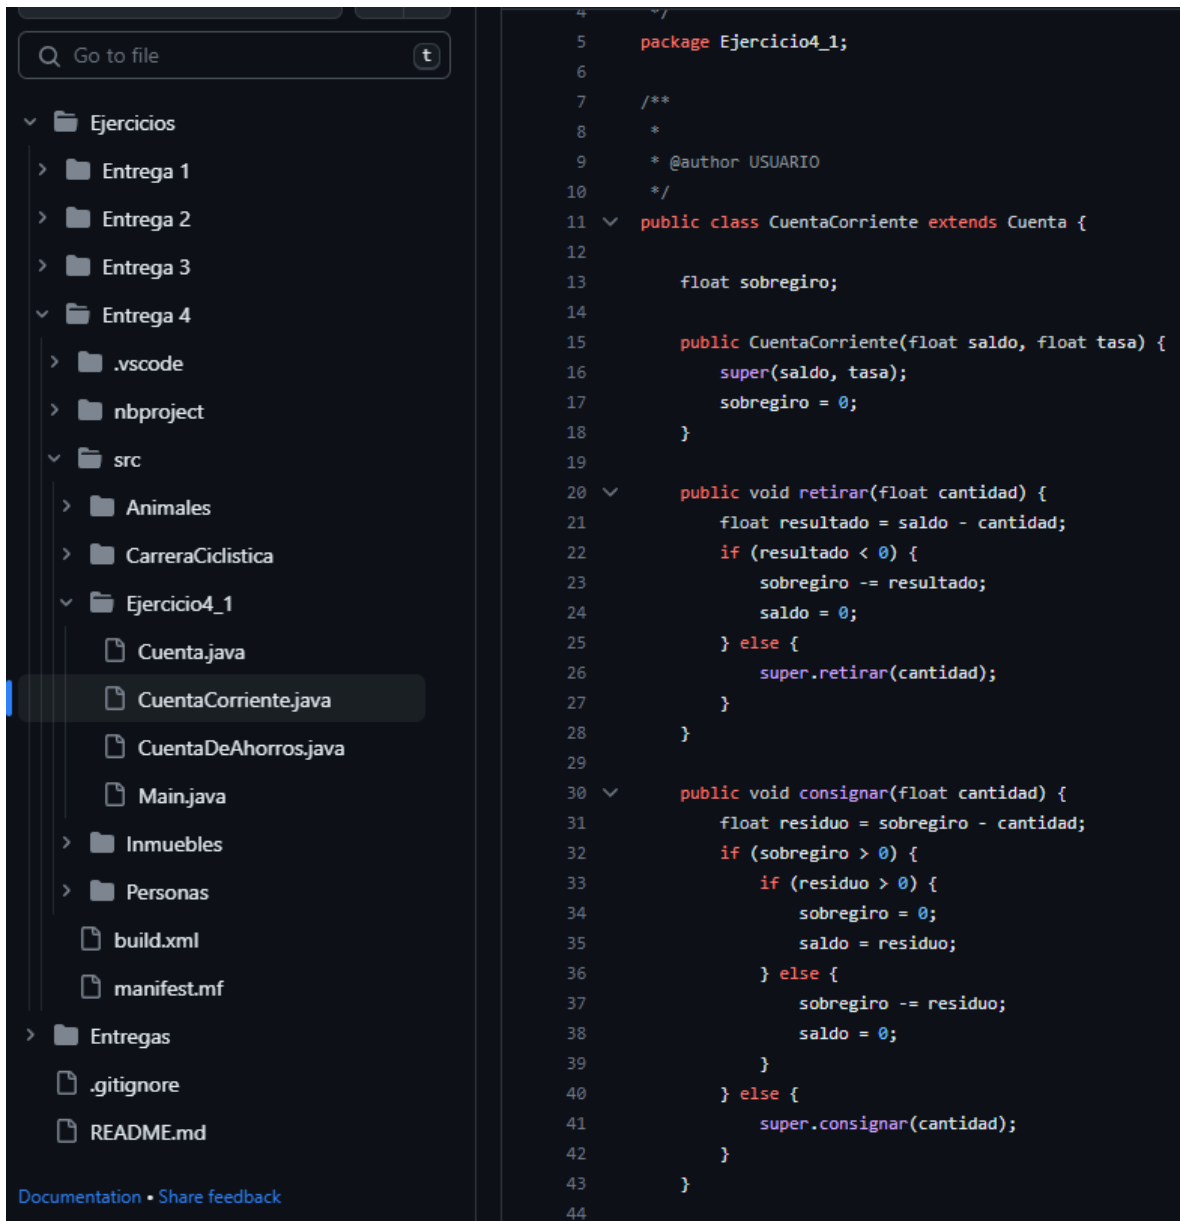 Go to file
t
Ejercicios
Entrega 1
Entrega 2
Entrega 3
Entrega 4
.vscode
nbproject
src
Animales
CarreraCiclistica
Ejercicio4_1
Cuenta.java
CuentaCorriente.java
CuentaDeAhorros.java
Main.java
Inmuebles
Personas
build.xml
manifest.mf
Entregas
.gitignore
README.md
Documentation • Share feedback
4 */
5 package Ejercicio4_1;
6
7 /**
8 *
9 * @author USUARIO
10 */
11 public class CuentaCorriente extends Cuenta {
12
13 float sobregiro;
14
15 public CuentaCorriente(float saldo, float tasa) {
16 super(saldo, tasa);
17 sobregiro = 0;
18 }
19
20 public void retirar(float cantidad) {
21 float resultado = saldo - cantidad;
22 if (resultado < 0) {
23 sobregiro -= resultado;
24 saldo = 0;
25 } else {
26 super.retirar(cantidad);
27 }
28 }
29
30 public void consignar(float cantidad) {
31 float residuo = sobregiro - cantidad;
32 if (sobregiro > 0) {
33 if (residuo > 0) {
34 sobregiro = 0;
35 saldo = residuo;
36 } else {
37 sobregiro -= residuo;
38 saldo = 0;
39 }
40 } else {
41 super.consignar(cantidad);
42 }
43 }
44